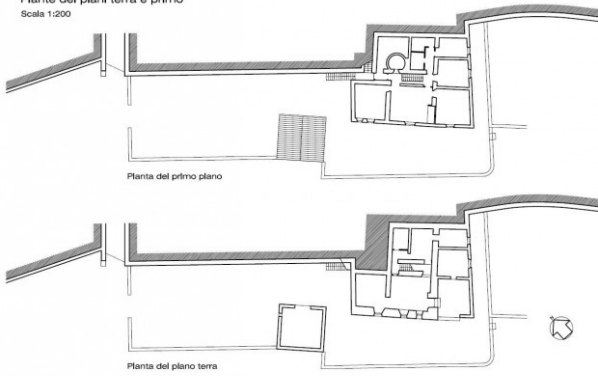 Piante dei piani terra e primo
Scala 1:200
Pianta del primo piano
Pianta del piano terra